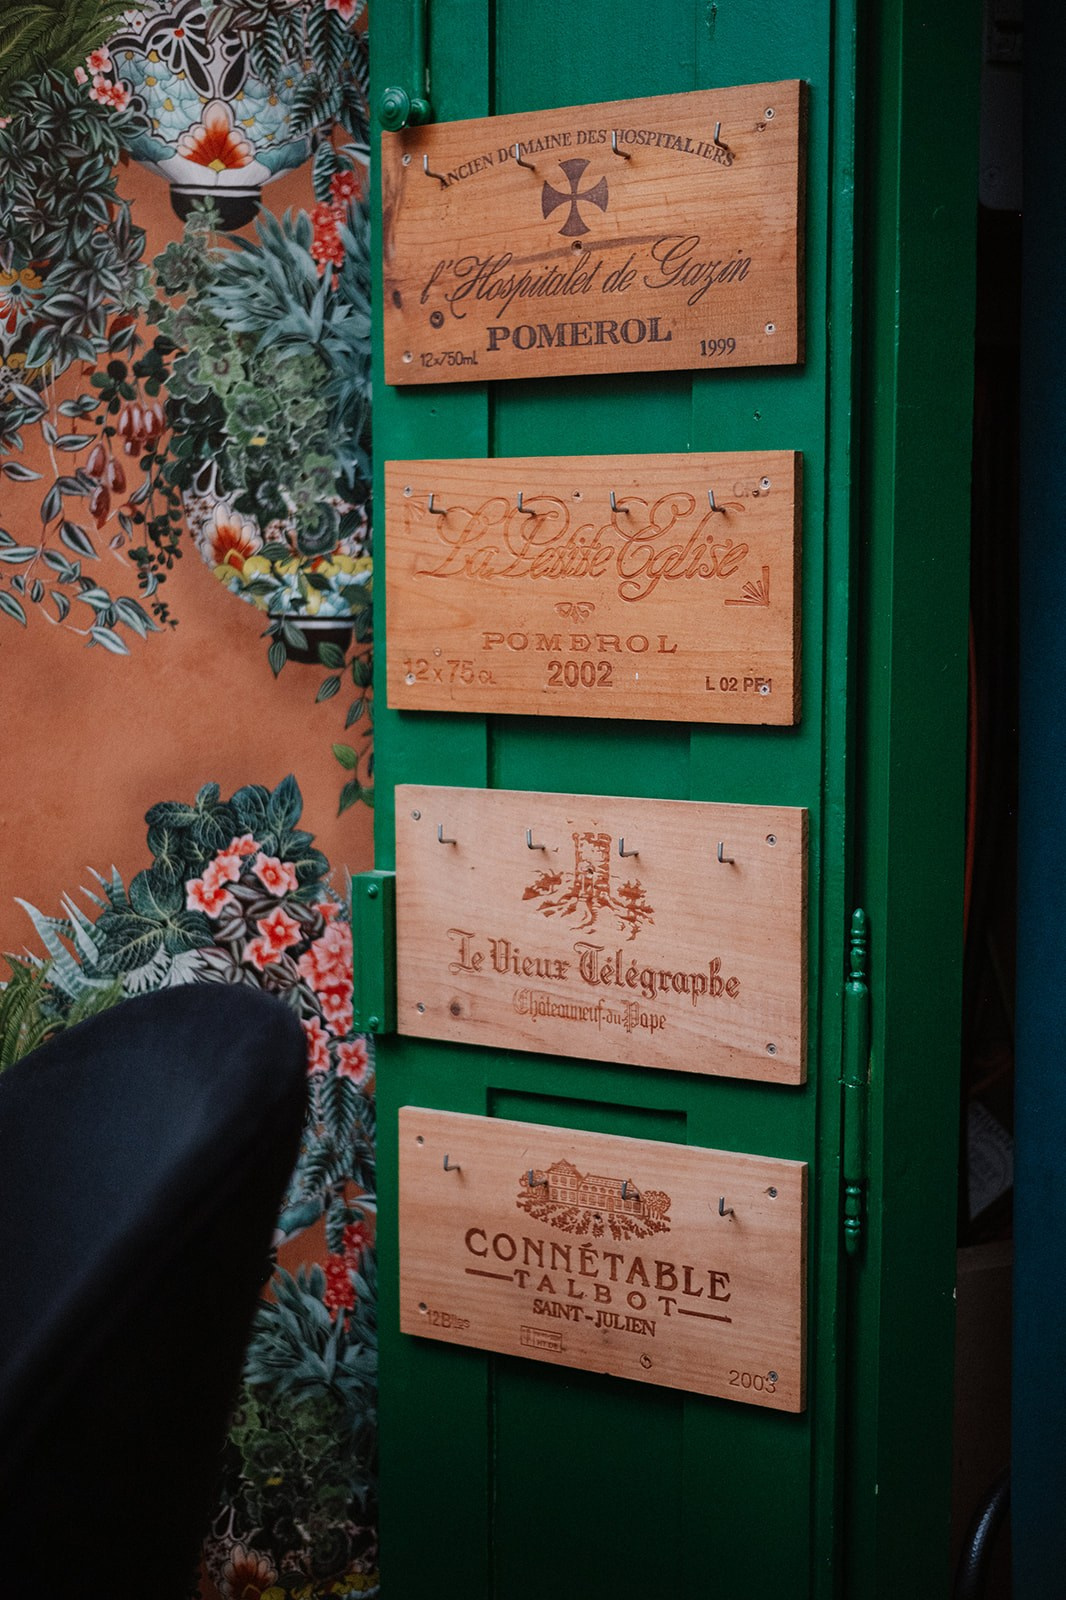 ANCIEN DOMAINE DES HOSPITALIERS
l'Hospitalet de Gazin
POMEROL
12x750mL 1999
La Petite Eglise
POMEROL
12 x 75 CL 2002 L 02 PE1
Le Vieux Télégraphe
Châteauneuf-du-Pape
CONNÉTABLE
TALBOT
SAINT-JULIEN
12Blles
2003